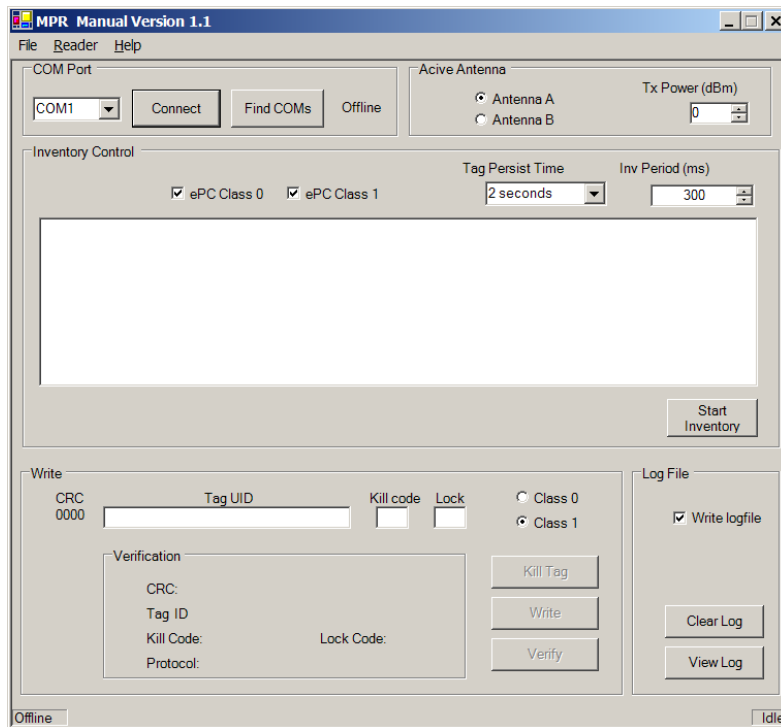 MPR  Manual Version 1.1
File Reader Help
COM Port
COM1 Connect Find COMs Offline
Acive Antenna
Antenna A
Antenna B
Tx Power (dBm)
0
Inventory Control
ePC Class 0 ePC Class 1
Tag Persist Time
2 seconds
Inv Period (ms)
300
Start
Inventory
Write
CRC Tag UID Kill code Lock
0000
Class 0
Class 1
Verification
CRC:
Tag ID
Kill Code: Lock Code:
Protocol:
Kill Tag
Write
Verify
Log File
Write logfile
Clear Log
View Log
Offline Idle